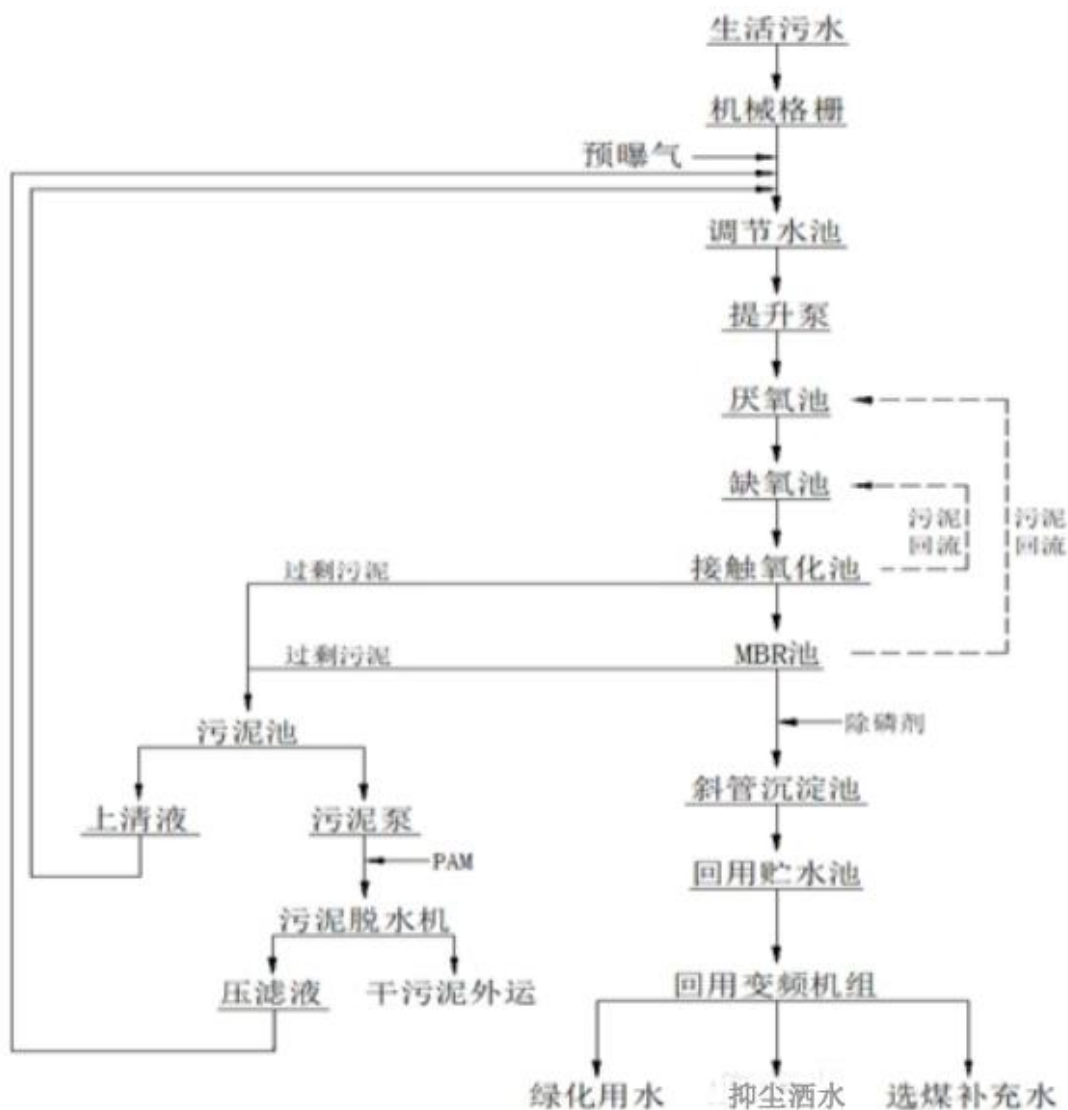 生活污水
机械格栅
预曝气
调节水池
提升泵
厌氧池
缺氧池
污泥
回流
污泥
回流
过剩污泥
接触氧化池
过剩污泥
MBR池
除磷剂
污泥池
斜管沉淀池
上清液
污泥泵
PAM
回用贮水池
污泥脱水机
压滤液
干污泥外运
回用变频机组
绿化用水
抑尘洒水
选煤补充水